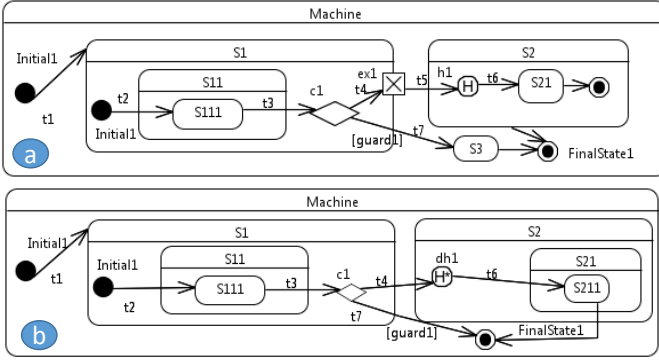 Machine
Initial1
t1
S1
S11
t2
S111
Initial1
t3
c1
ex1
t4
t5
[guard1]
t7
S2
h1
H
t6
S21
S3
FinalState1
a
Machine
Initial1
t1
S1
Initial1
t2
S11
S111
t3
c1
t4
t7
[guard1]
S2
dh1
H*
t6
S21
S211
FinalState1
b